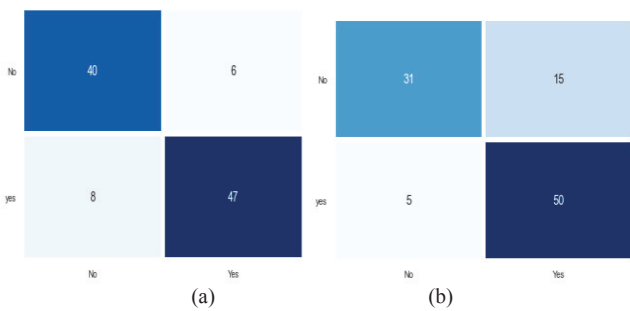 No 40 6
yes 8 47
No Yes
(a)
No 31 15
yes 5 50
No Yes
(b)